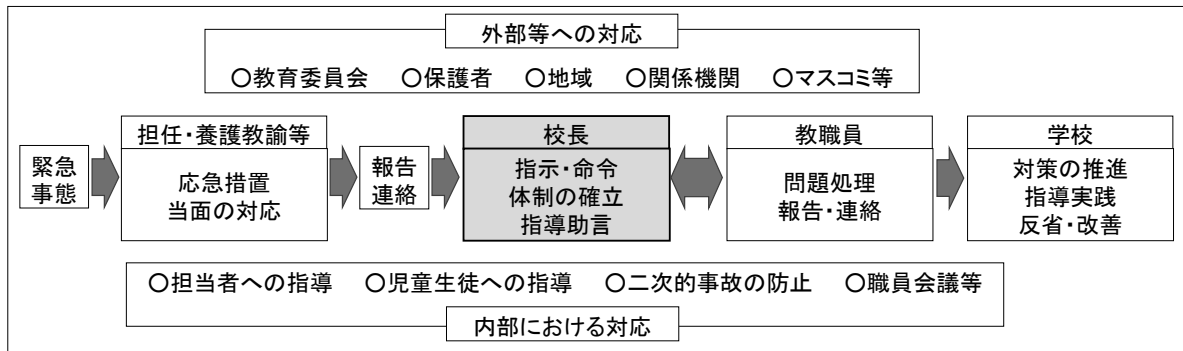 外部等への対応
○教育委員会 ○保護者 ○地域 ○関係機関 ○マスコミ等
緊急
事態
担任・養護教諭等
応急措置
当面の対応
報告
連絡
校長
指示・命令
体制の確立
指導助言
教職員
問題処理
報告・連絡
学校
対策の推進
指導実践
反省・改善
○担当者への指導 ○児童生徒への指導 ○二次的事故の防止 ○職員会議等
内部における対応